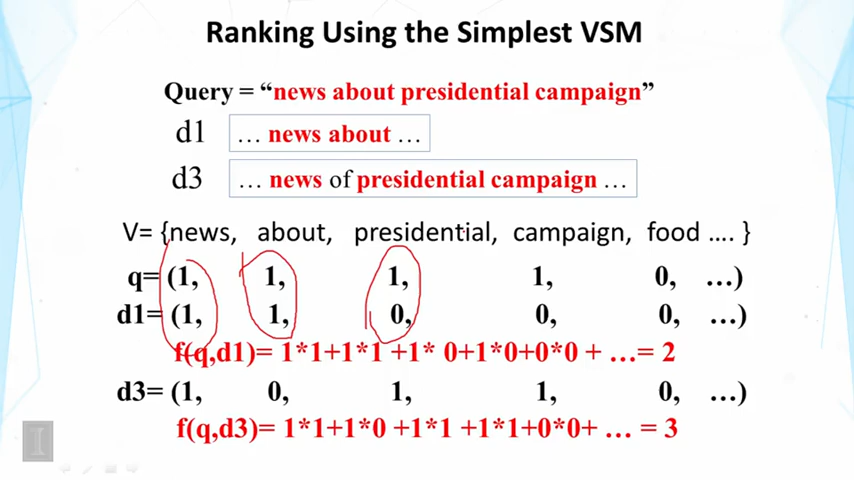 Ranking Using the Simplest VSM
Query = “news about presidential campaign”
d1 … news about …
d3 … news of presidential campaign …
V= {news, about, presidential, campaign, food …. }
q= (1, 1, 1, 1, 0, …)
d1= (1, 1, 0, 0, 0, …)
f(q,d1)= 1*1+1*1 +1* 0+1*0+0*0 + …= 2
d3= (1, 0, 1, 1, 0, …)
f(q,d3)= 1*1+1*0 +1*1 +1*1+0*0+ … = 3